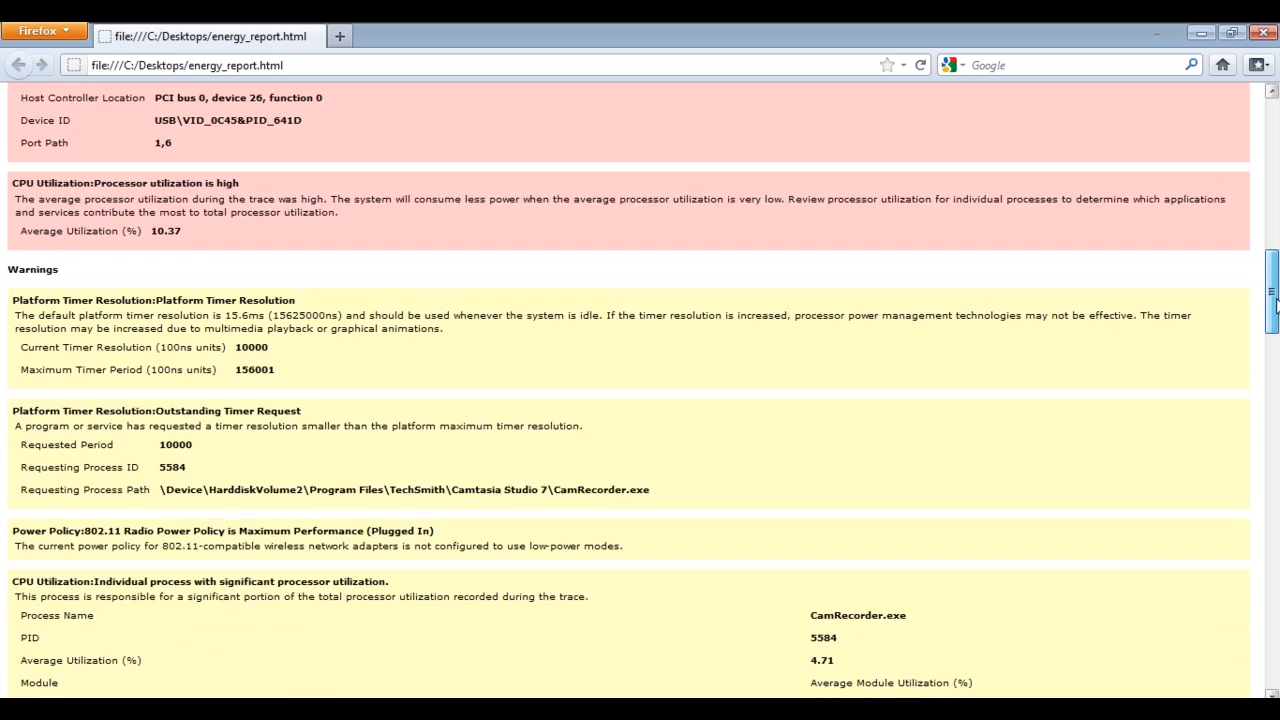 Firefox
file:///C:/Desktops/energy_report.html
file:///C:/Desktops/energy_report.html
Google
Host Controller Location PCI bus 0, device 26, function 0
Device ID USB\VID_0C45&PID_641D
Port Path 1,6
CPU Utilization:Processor utilization is high
The average processor utilization during the trace was high. The system will consume less power when the average processor utilization is very low. Review processor utilization for individual processes to determine which applications
and services contribute the most to total processor utilization.
Average Utilization (%) 10.37
Warnings
Platform Timer Resolution:Platform Timer Resolution
The default platform timer resolution is 15.6ms (15625000ns) and should be used whenever the system is idle. If the timer resolution is increased, processor power management technologies may not be effective. The timer
resolution may be increased due to multimedia playback or graphical animations.
Current Timer Resolution (100ns units) 10000
Maximum Timer Period (100ns units) 156001
Platform Timer Resolution:Outstanding Timer Request
A program or service has requested a timer resolution smaller than the platform maximum timer resolution.
Requested Period 10000
Requesting Process ID 5584
Requesting Process Path \Device\HarddiskVolume2\Program Files\TechSmith\Camtasia Studio 7\CamRecorder.exe
Power Policy:802.11 Radio Power Policy is Maximum Performance (Plugged In)
The current power policy for 802.11-compatible wireless network adapters is not configured to use low-power modes.
CPU Utilization:Individual process with significant processor utilization.
This process is responsible for a significant portion of the total processor utilization recorded during the trace.
Process Name CamRecorder.exe
PID 5584
Average Utilization (%) 4.71
Module Average Module Utilization (%)